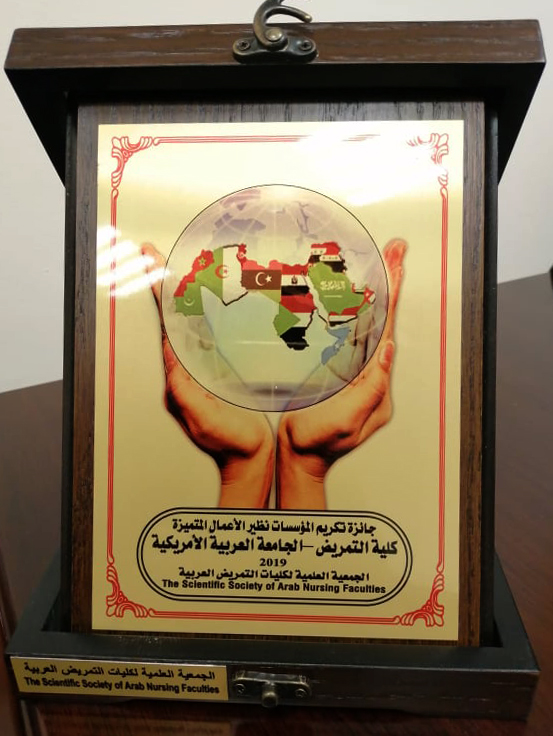 جائزة تكريم المؤسسات نظير الأعمال المتميزة
كلية التمريض – الجامعة العربية الأمريكية
2019
الجمعية العلمية لكليات التمريض العربية
The Scientific Society of Arab Nursing Faculties
الجمعية العلمية لكليات التمريض العربية
The Scientific Society of Arab Nursing Faculties